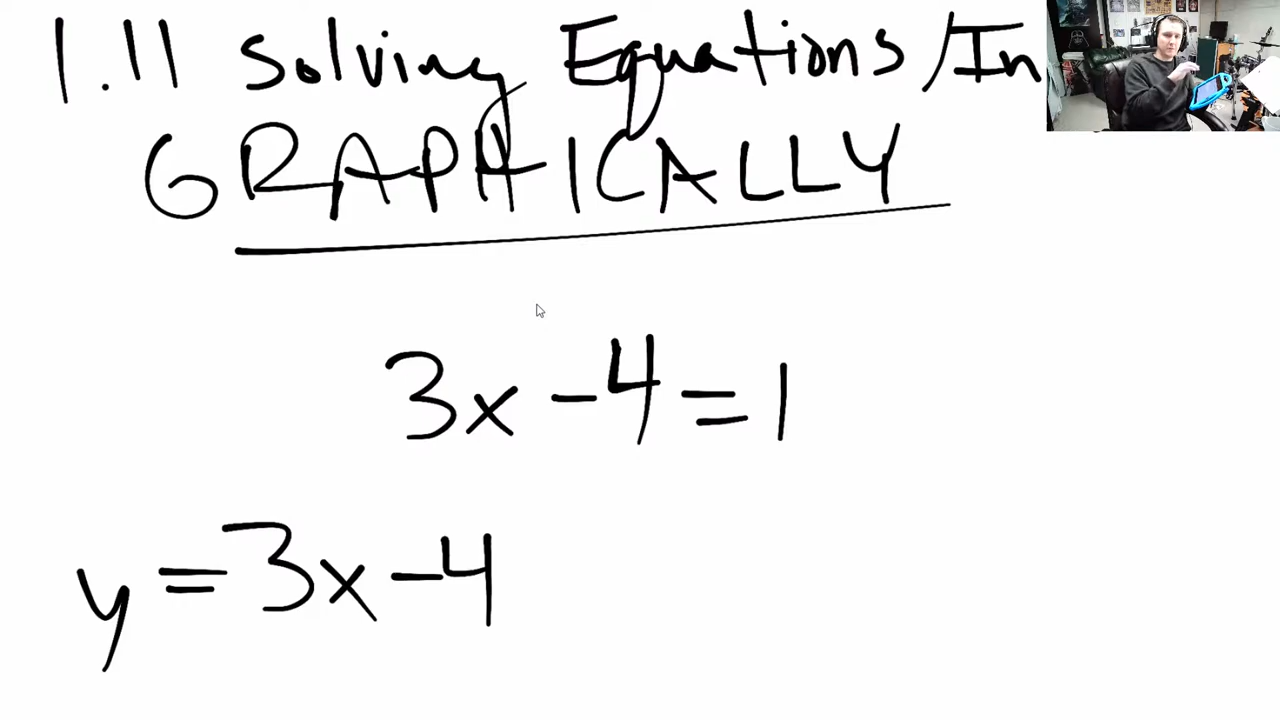 1.11 Solving Equations/In
GRAPHICALLY
3x - 4 = 1
y = 3x - 4